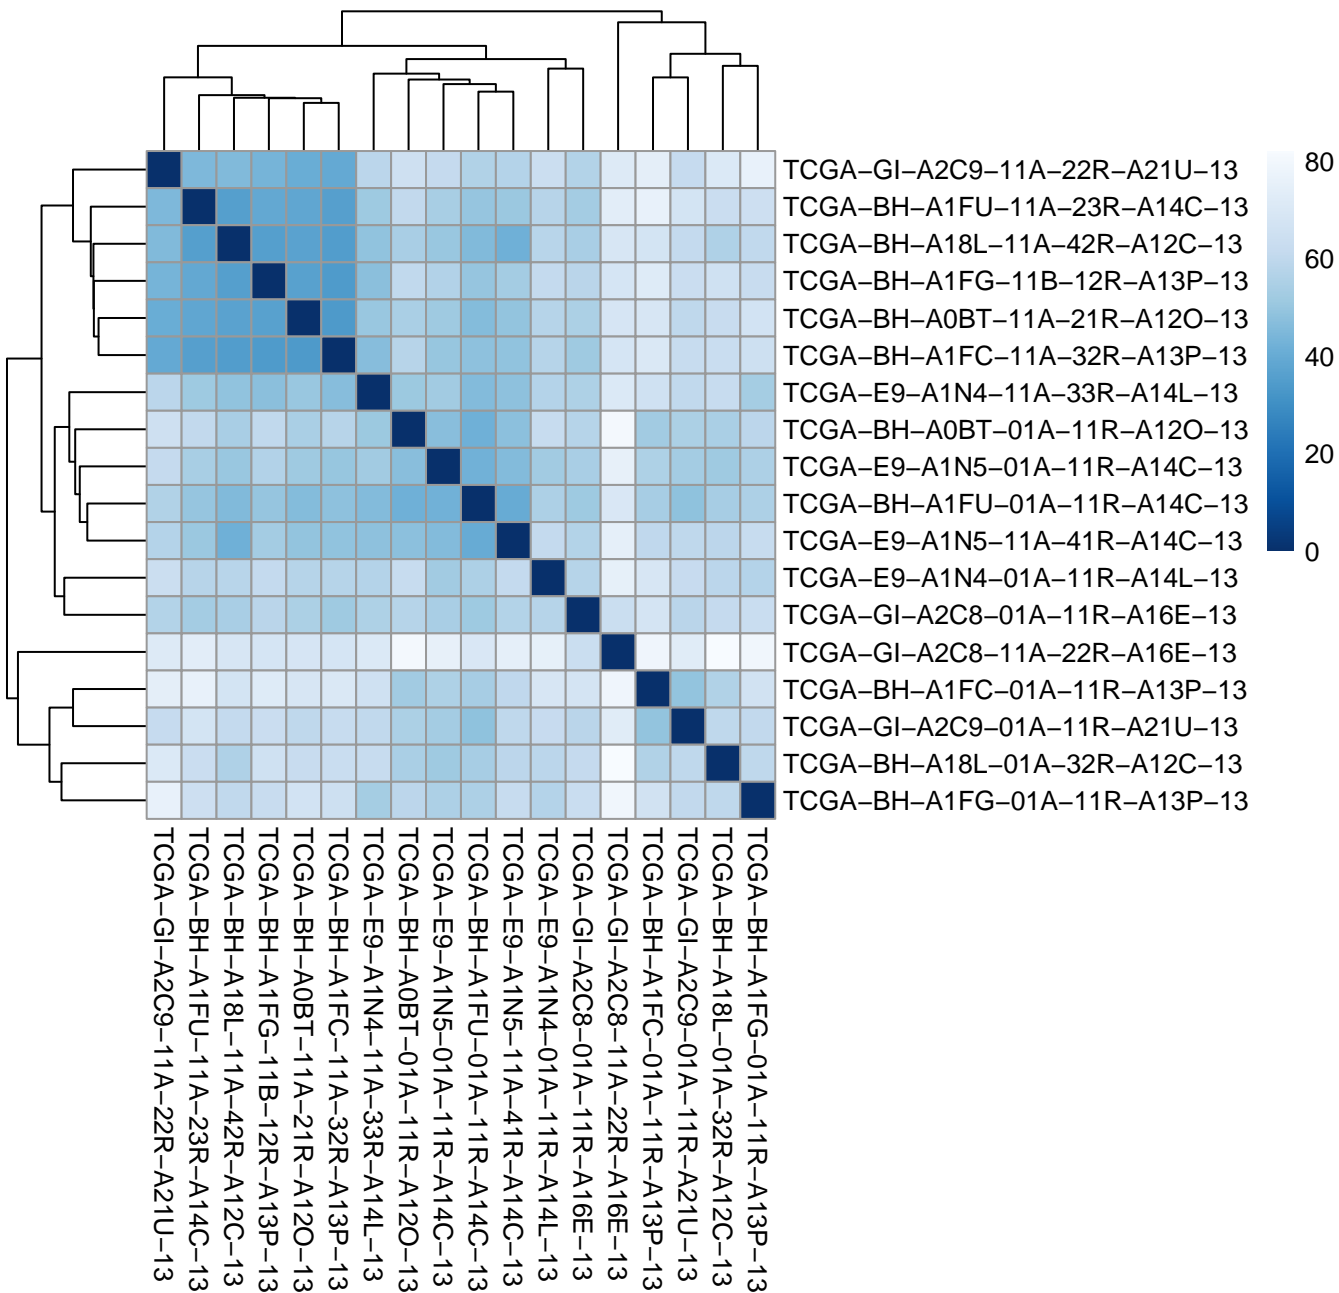 TCGA−GI−A2C9−11A−22R−A21U−13
TCGA−BH−A1FU−11A−23R−A14C−13
TCGA−BH−A18L−11A−42R−A12C−13
TCGA−BH−A1FG−11B−12R−A13P−13
TCGA−BH−A0BT−11A−21R−A12O−13
TCGA−BH−A1FC−11A−32R−A13P−13
TCGA−E9−A1N4−11A−33R−A14L−13
TCGA−BH−A0BT−01A−11R−A12O−13
TCGA−E9−A1N5−01A−11R−A14C−13
TCGA−BH−A1FU−01A−11R−A14C−13
TCGA−E9−A1N5−11A−41R−A14C−13
TCGA−E9−A1N4−01A−11R−A14L−13
TCGA−GI−A2C8−01A−11R−A16E−13
TCGA−GI−A2C8−11A−22R−A16E−13
TCGA−BH−A1FC−01A−11R−A13P−13
TCGA−GI−A2C9−01A−11R−A21U−13
TCGA−BH−A18L−01A−32R−A12C−13
TCGA−BH−A1FG−01A−11R−A13P−13
80
60
40
20
0
TCGA−GI−A2C9−11A−22R−A21U−13
TCGA−BH−A1FU−11A−23R−A14C−13
TCGA−BH−A18L−11A−42R−A12C−13
TCGA−BH−A1FG−11B−12R−A13P−13
TCGA−BH−A0BT−11A−21R−A12O−13
TCGA−BH−A1FC−11A−32R−A13P−13
TCGA−E9−A1N4−11A−33R−A14L−13
TCGA−BH−A0BT−01A−11R−A12O−13
TCGA−E9−A1N5−01A−11R−A14C−13
TCGA−BH−A1FU−01A−11R−A14C−13
TCGA−E9−A1N5−11A−41R−A14C−13
TCGA−E9−A1N4−01A−11R−A14L−13
TCGA−GI−A2C8−01A−11R−A16E−13
TCGA−GI−A2C8−11A−22R−A16E−13
TCGA−BH−A1FC−01A−11R−A13P−13
TCGA−GI−A2C9−01A−11R−A21U−13
TCGA−BH−A18L−01A−32R−A12C−13
TCGA−BH−A1FG−01A−11R−A13P−13